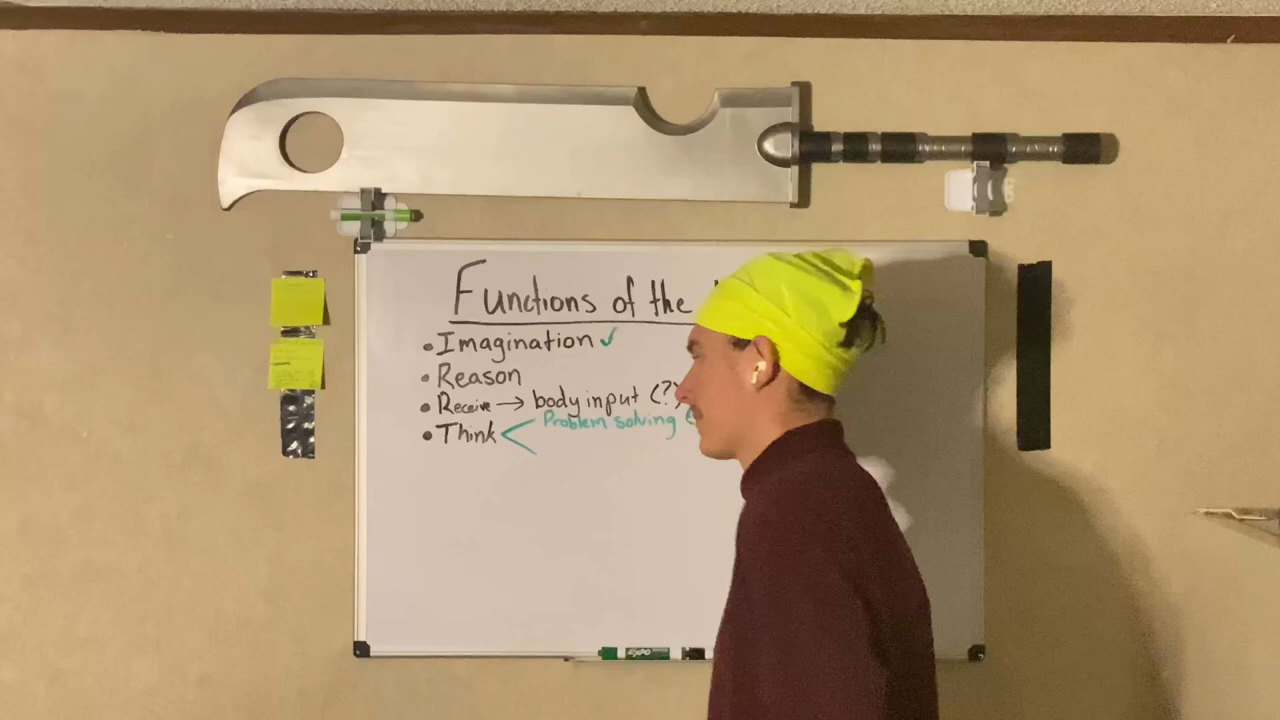 Functions of the
• Imagination ✓
• Reason
• Receive → body input (?)
• Think < Problem solving
EXPO